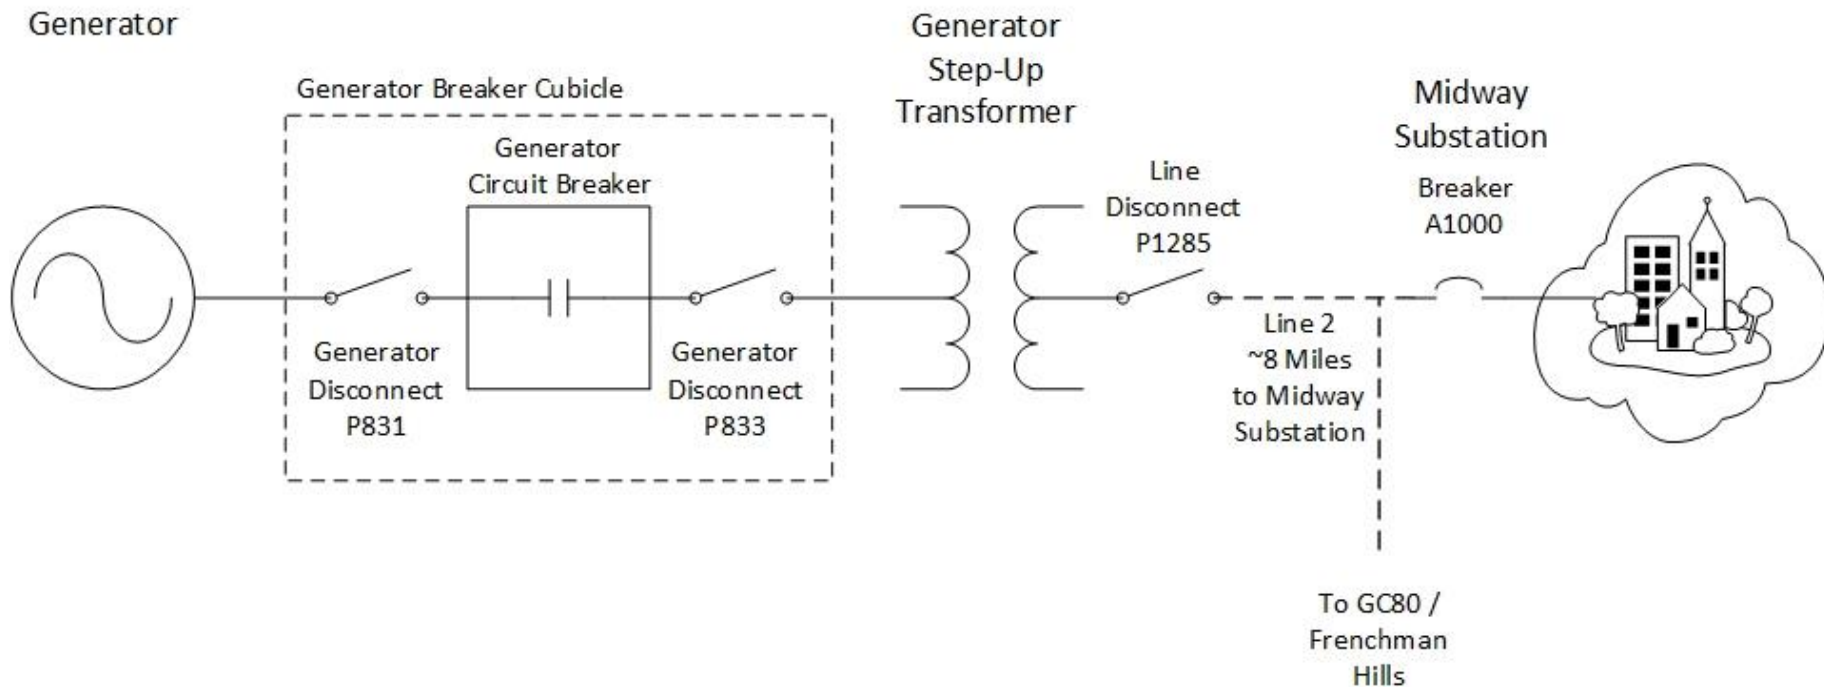 Generator
Generator Breaker Cubicle
Generator
Circuit Breaker
Generator
Disconnect
P831
Generator
Disconnect
P833
Generator
Step-Up
Transformer
Line
Disconnect
P1285
Midway
Substation
Breaker
A1000
Line 2
~8 Miles
to Midway
Substation
To GC80 /
Frenchman
Hills